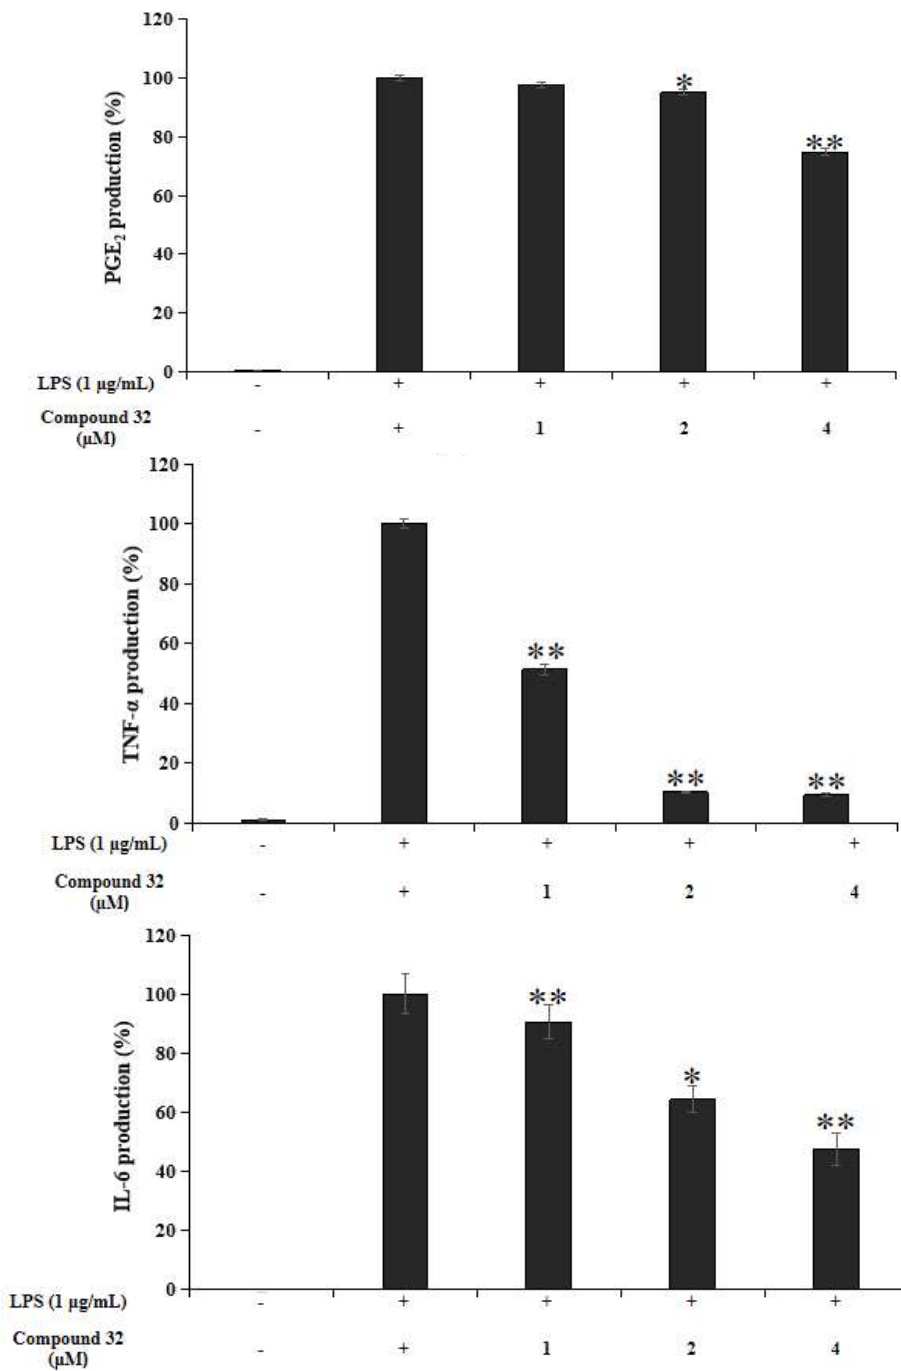 120
100
80
60
40
20
0
PGE₂ production (%)
*
**
LPS (1 μg/mL) - + + + +
Compound 32
(μM) - + 1 2 4
120
100
80
60
40
20
0
TNF-α production (%)
**
** **
LPS (1 μg/mL) - + + + +
Compound 32
(μM) - + 1 2 4
120
100
80
60
40
20
0
IL-6 production (%)
**
*
**
LPS (1 μg/mL) - + + + +
Compound 32
(μM) - + 1 2 4